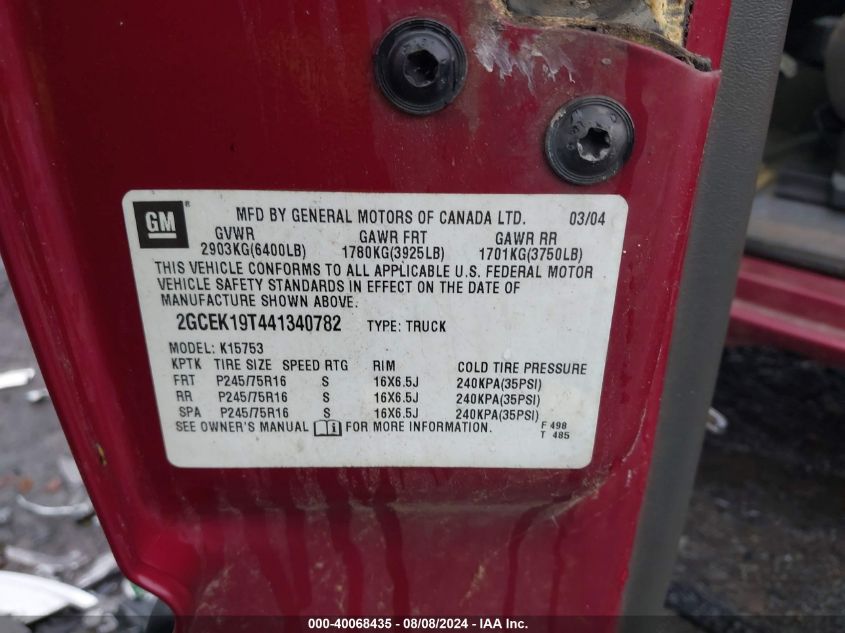 GM ®
MFD BY GENERAL MOTORS OF CANADA LTD. 03/04
GVWR GAWR FRT GAWR RR
2903KG(6400LB) 1780KG(3925LB) 1701KG(3750LB)
THIS VEHICLE CONFORMS TO ALL APPLICABLE U.S. FEDERAL MOTOR
VEHICLE SAFETY STANDARDS IN EFFECT ON THE DATE OF
MANUFACTURE SHOWN ABOVE.
2GCEK19T441340782 TYPE: TRUCK
MODEL: K15753
KPTK TIRE SIZE SPEED RTG RIM COLD TIRE PRESSURE
FRT P245/75R16 S 16X6.5J 240KPA(35PSI)
RR P245/75R16 S 16X6.5J 240KPA(35PSI)
SPA P245/75R16 S 16X6.5J 240KPA(35PSI)
SEE OWNER'S MANUAL i FOR MORE INFORMATION.
F 498
T 485
000-40068435 - 08/08/2024 - IAA Inc.